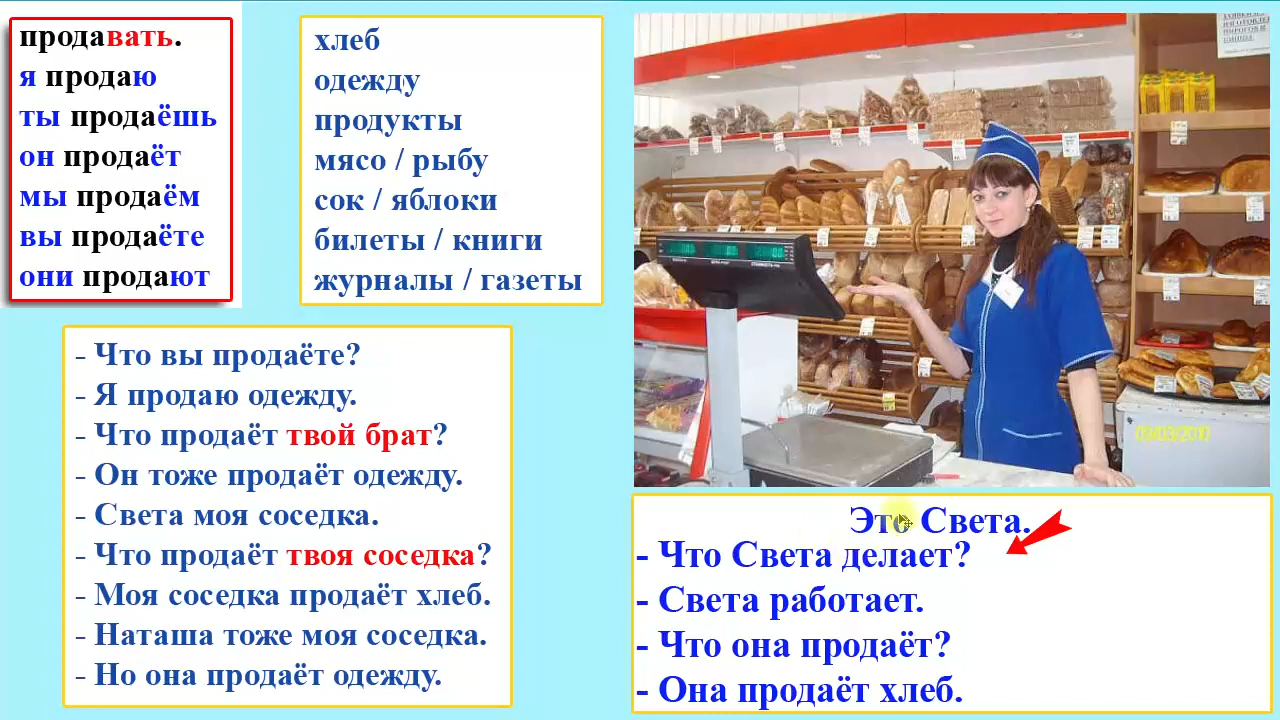 продавать.
я продаю
ты продаёшь
он продаёт
мы продаём
вы продаёте
они продают
хлеб
одежду
продукты
мясо / рыбу
сок / яблоки
билеты / книги
журналы / газеты
- Что вы продаёте?
- Я продаю одежду.
- Что продаёт твой брат?
- Он тоже продаёт одежду.
- Света моя соседка.
- Что продаёт твоя соседка?
- Моя соседка продаёт хлеб.
- Наташа тоже моя соседка.
- Но она продаёт одежду.
Это Света.
- Что Света делает?
- Света работает.
- Что она продаёт?
- Она продаёт хлеб.